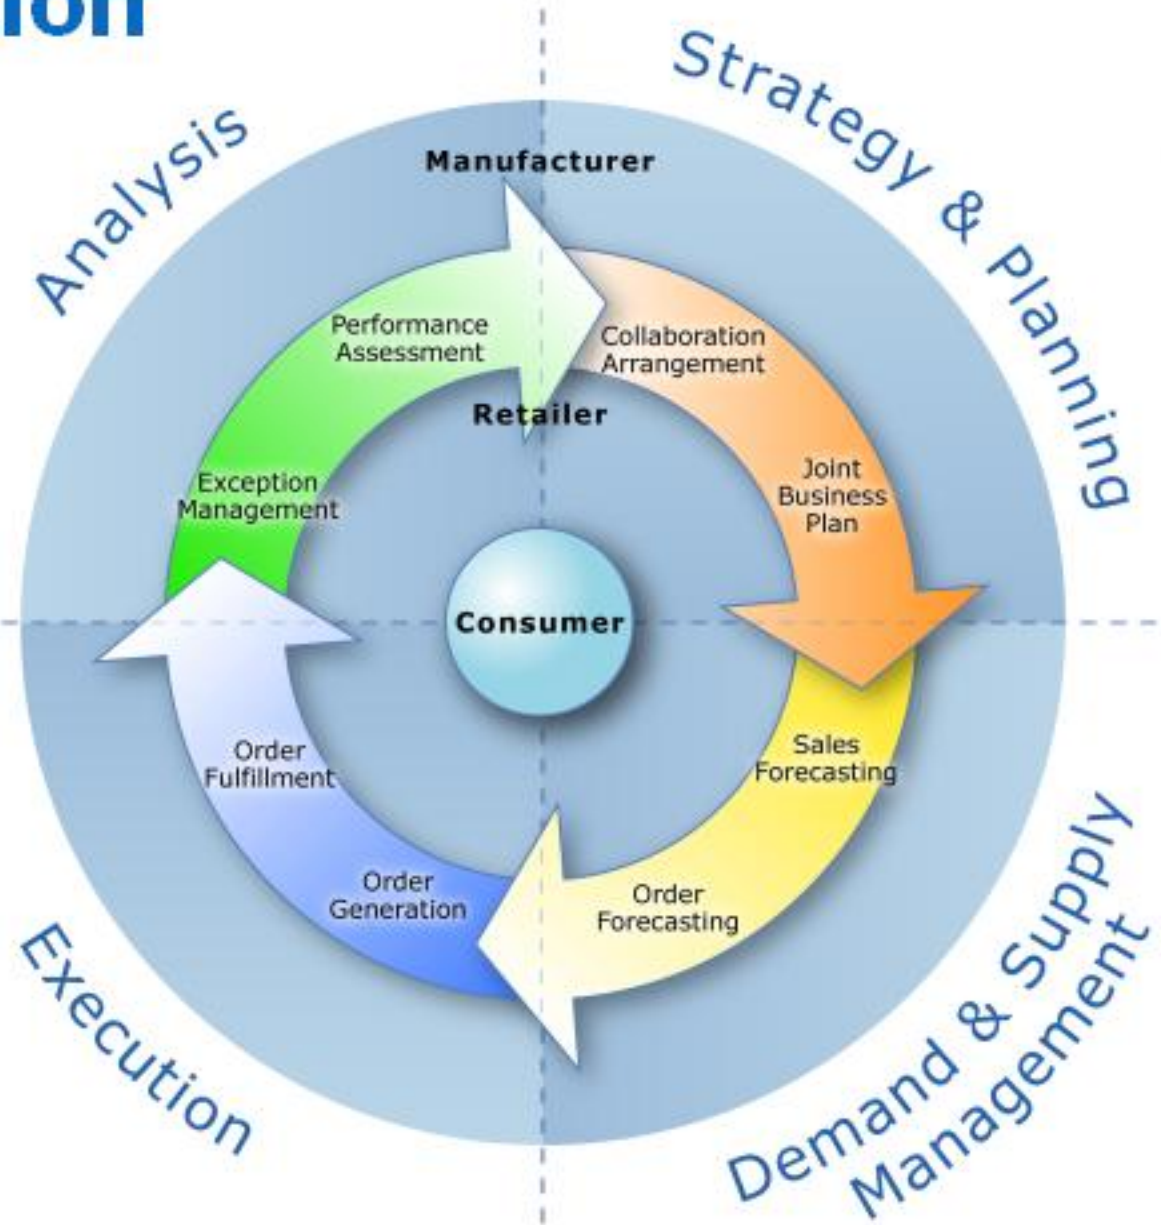 ion
Strategy & Planning
Analysis
Manufacturer
Performance
Assessment
Collaboration
Arrangement
Retailer
Joint
Business
Plan
Exception
Management
Consumer
Sales
Forecasting
Order
Fulfillment
Order
Generation
Order
Forecasting
Execution
Demand & Supply
Management